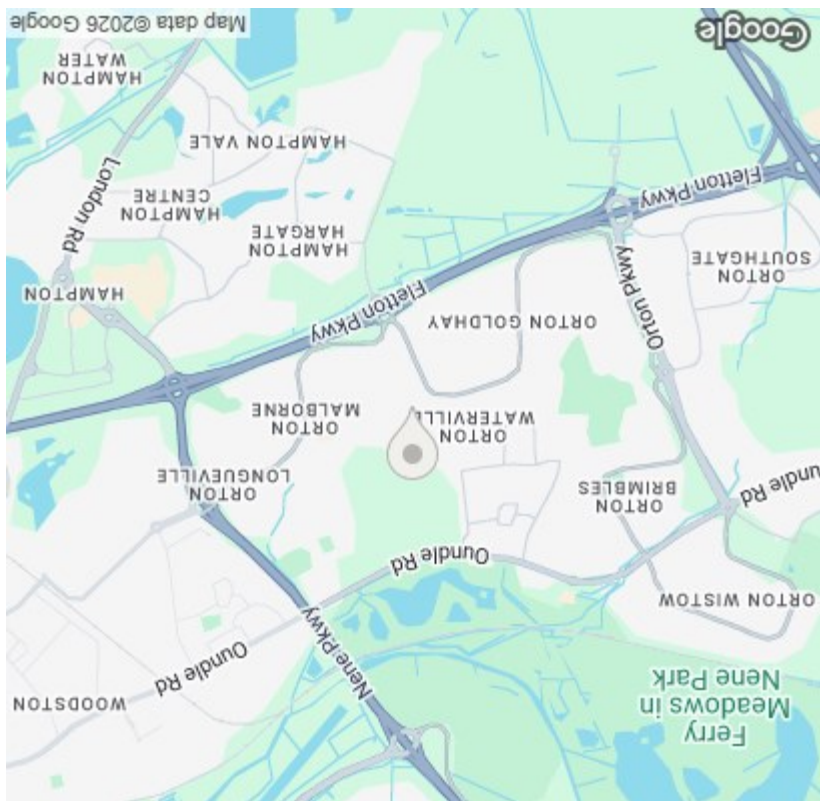 Ferry
Meadows in
Nene Park
WOODSTON
Nene Pkwy
Oundle Rd
ORTON WISTOW
Oundle Rd
Oundle Rd
ORTON
BRIMBLES
ORTON
LONGUEVILLE
ORTON
WATERVILLE
ORTON
MALBORNE
Orton Pkwy
ORTON GOLDHAY
Fletton Pkwy
HAMPTON
ORTON
SOUTHGATE
HAMPTON
HARGATE
HAMPTON
CENTRE
London Rd
Fletton Pkwy
HAMPTON VALE
HAMPTON
WATER
Google
Map data ©2026 Google